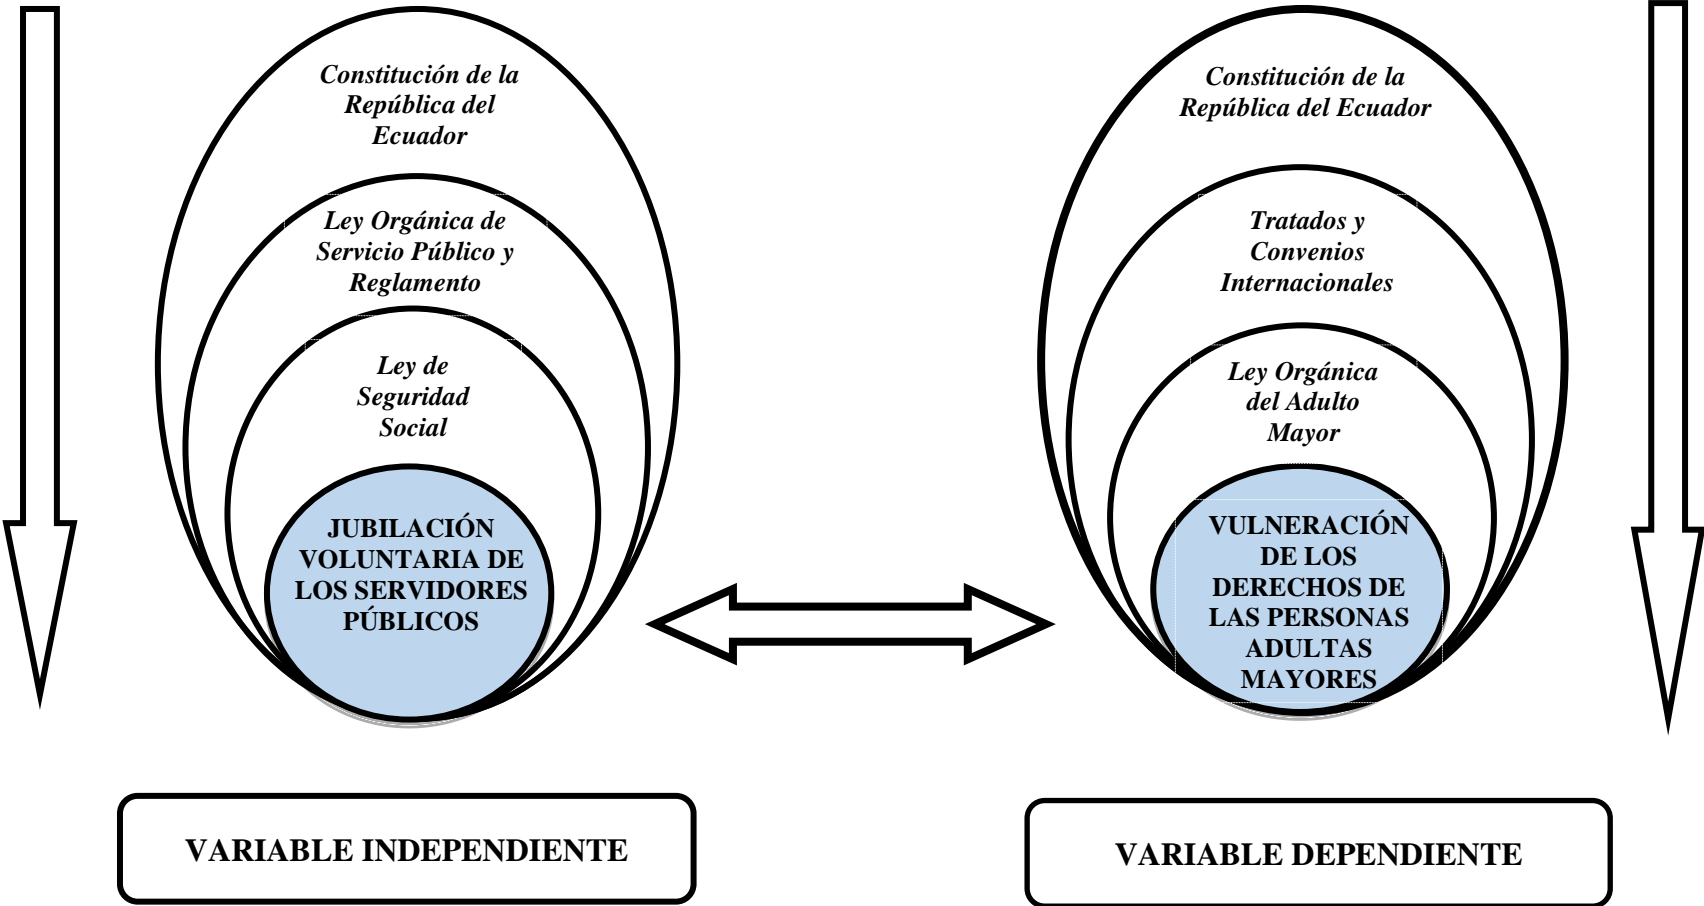 Constitución de la
República del
Ecuador
Ley Orgánica de
Servicio Público y
Reglamento
Ley de
Seguridad
Social
JUBILACIÓN
VOLUNTARIA DE
LOS SERVIDORES
PÚBLICOS
VARIABLE INDEPENDIENTE
Constitución de la
República del Ecuador
Tratados y
Convenios
Internacionales
Ley Orgánica
del Adulto
Mayor
VULNERACIÓN
DE LOS
DERECHOS DE
LAS PERSONAS
ADULTAS
MAYORES
VARIABLE DEPENDIENTE